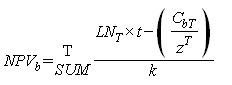 NPV_b = T SUM (LN_T × t − (C_bT / z^T)) / k